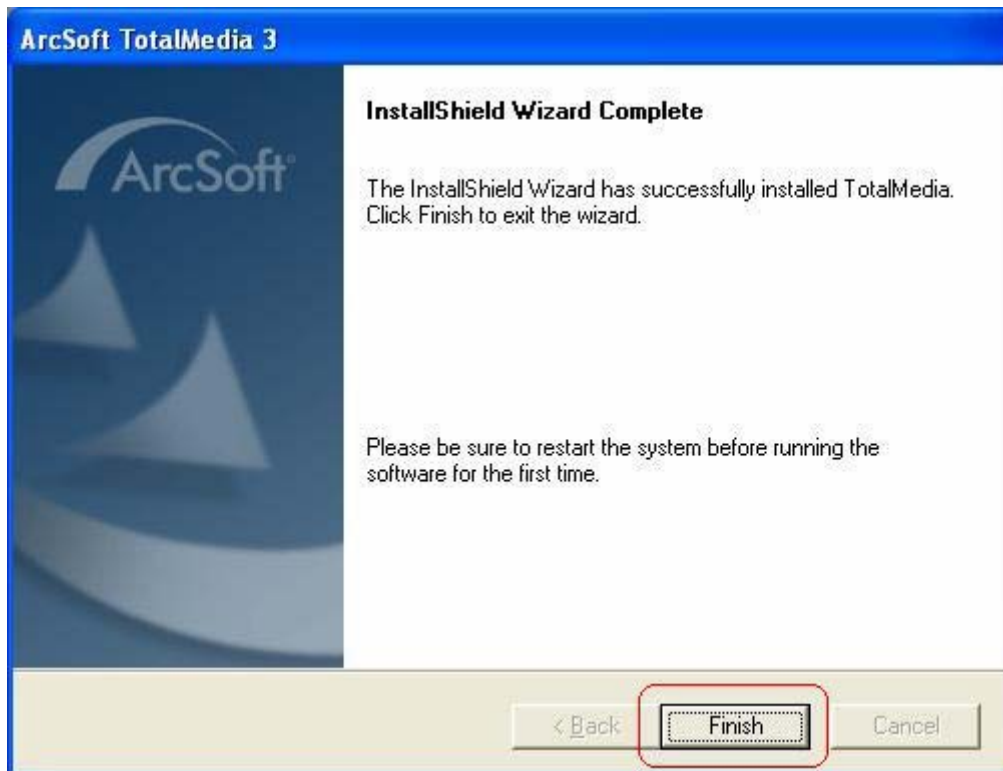 ArcSoft TotalMedia 3
ArcSoft
InstallShield Wizard Complete
The InstallShield Wizard has successfully installed TotalMedia.
Click Finish to exit the wizard.
Please be sure to restart the system before running the
software for the first time.
< Back
Finish
Cancel